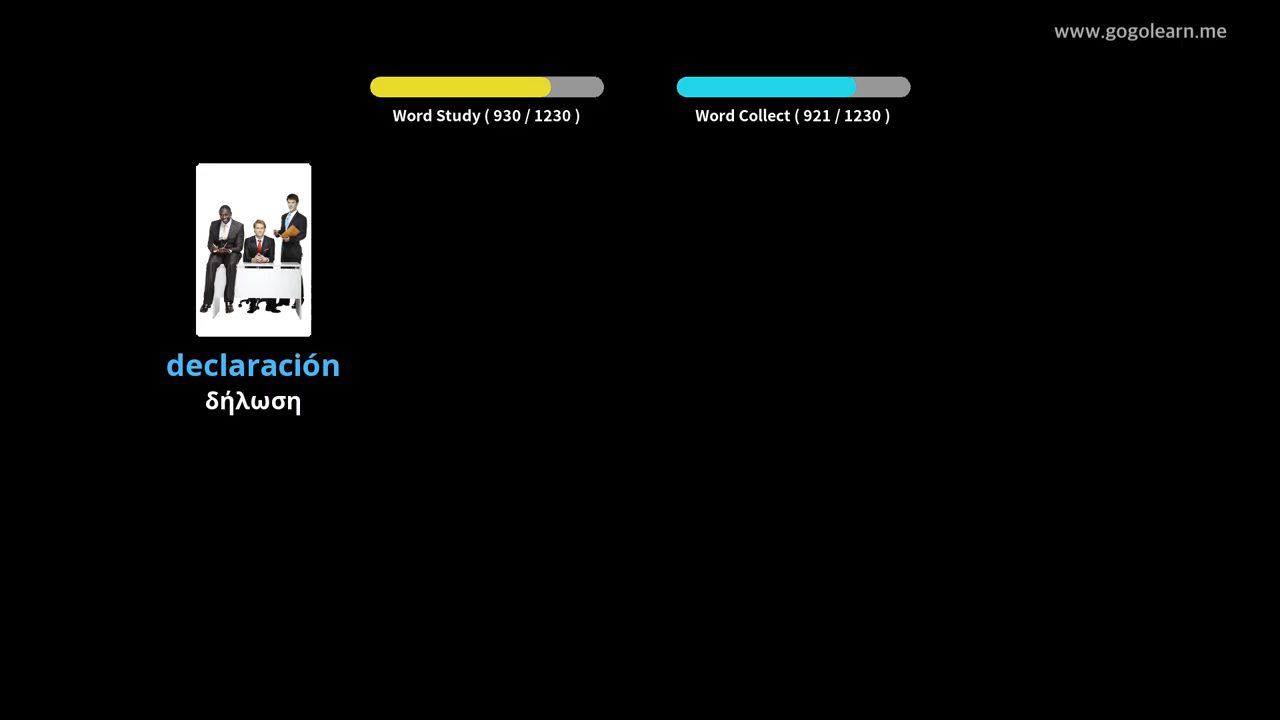 www.gogolearn.me
Word Study ( 930 / 1230 )
Word Collect ( 921 / 1230 )
declaración
δήλωση